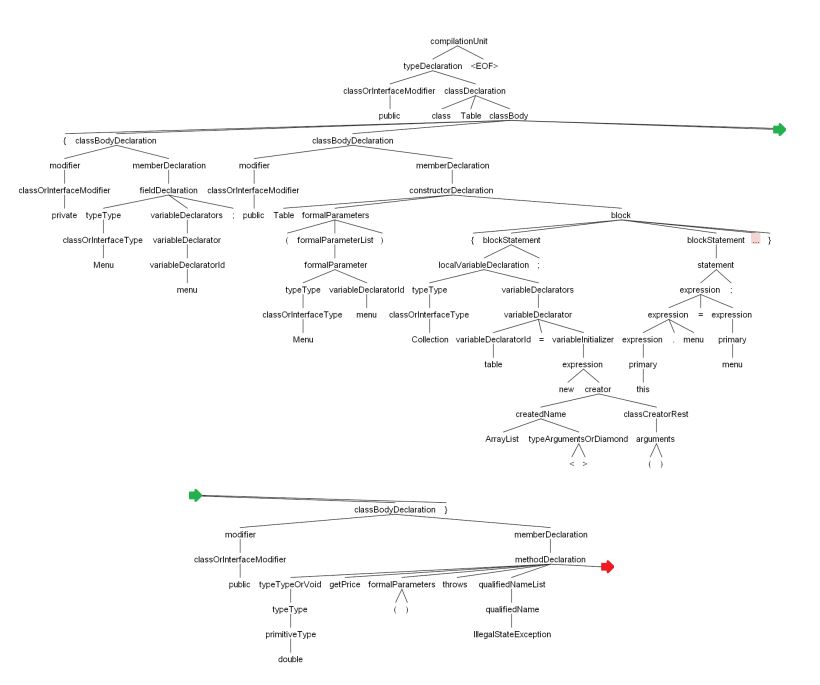 compilationUnit
typeDeclaration <EOF>
classOrInterfaceModifier classDeclaration
public class Table classBody
{ classBodyDeclaration classBodyDeclaration
modifier memberDeclaration modifier memberDeclaration
classOrInterfaceModifier fieldDeclaration classOrInterfaceModifier constructorDeclaration
private typeType variableDeclarators ; public Table formalParameters block
classOrInterfaceType variableDeclarator ( formalParameterList ) { blockStatement blockStatement ... }
Menu variableDeclaratorId formalParameter localVariableDeclaration ; statement
menu typeType variableDeclaratorId typeType variableDeclarators expression ;
classOrInterfaceType menu classOrInterfaceType variableDeclarator expression = expression
Menu Collection variableDeclaratorId = variableInitializer expression . menu primary
table expression primary menu
new creator this
createdName classCreatorRest
ArrayList typeArgumentsOrDiamond arguments
< > ( )
classBodyDeclaration }
modifier memberDeclaration
classOrInterfaceModifier methodDeclaration
public typeTypeOrVoid getPrice formalParameters throws qualifiedNameList
typeType ( ) qualifiedName
primitiveType IllegalStateException
double